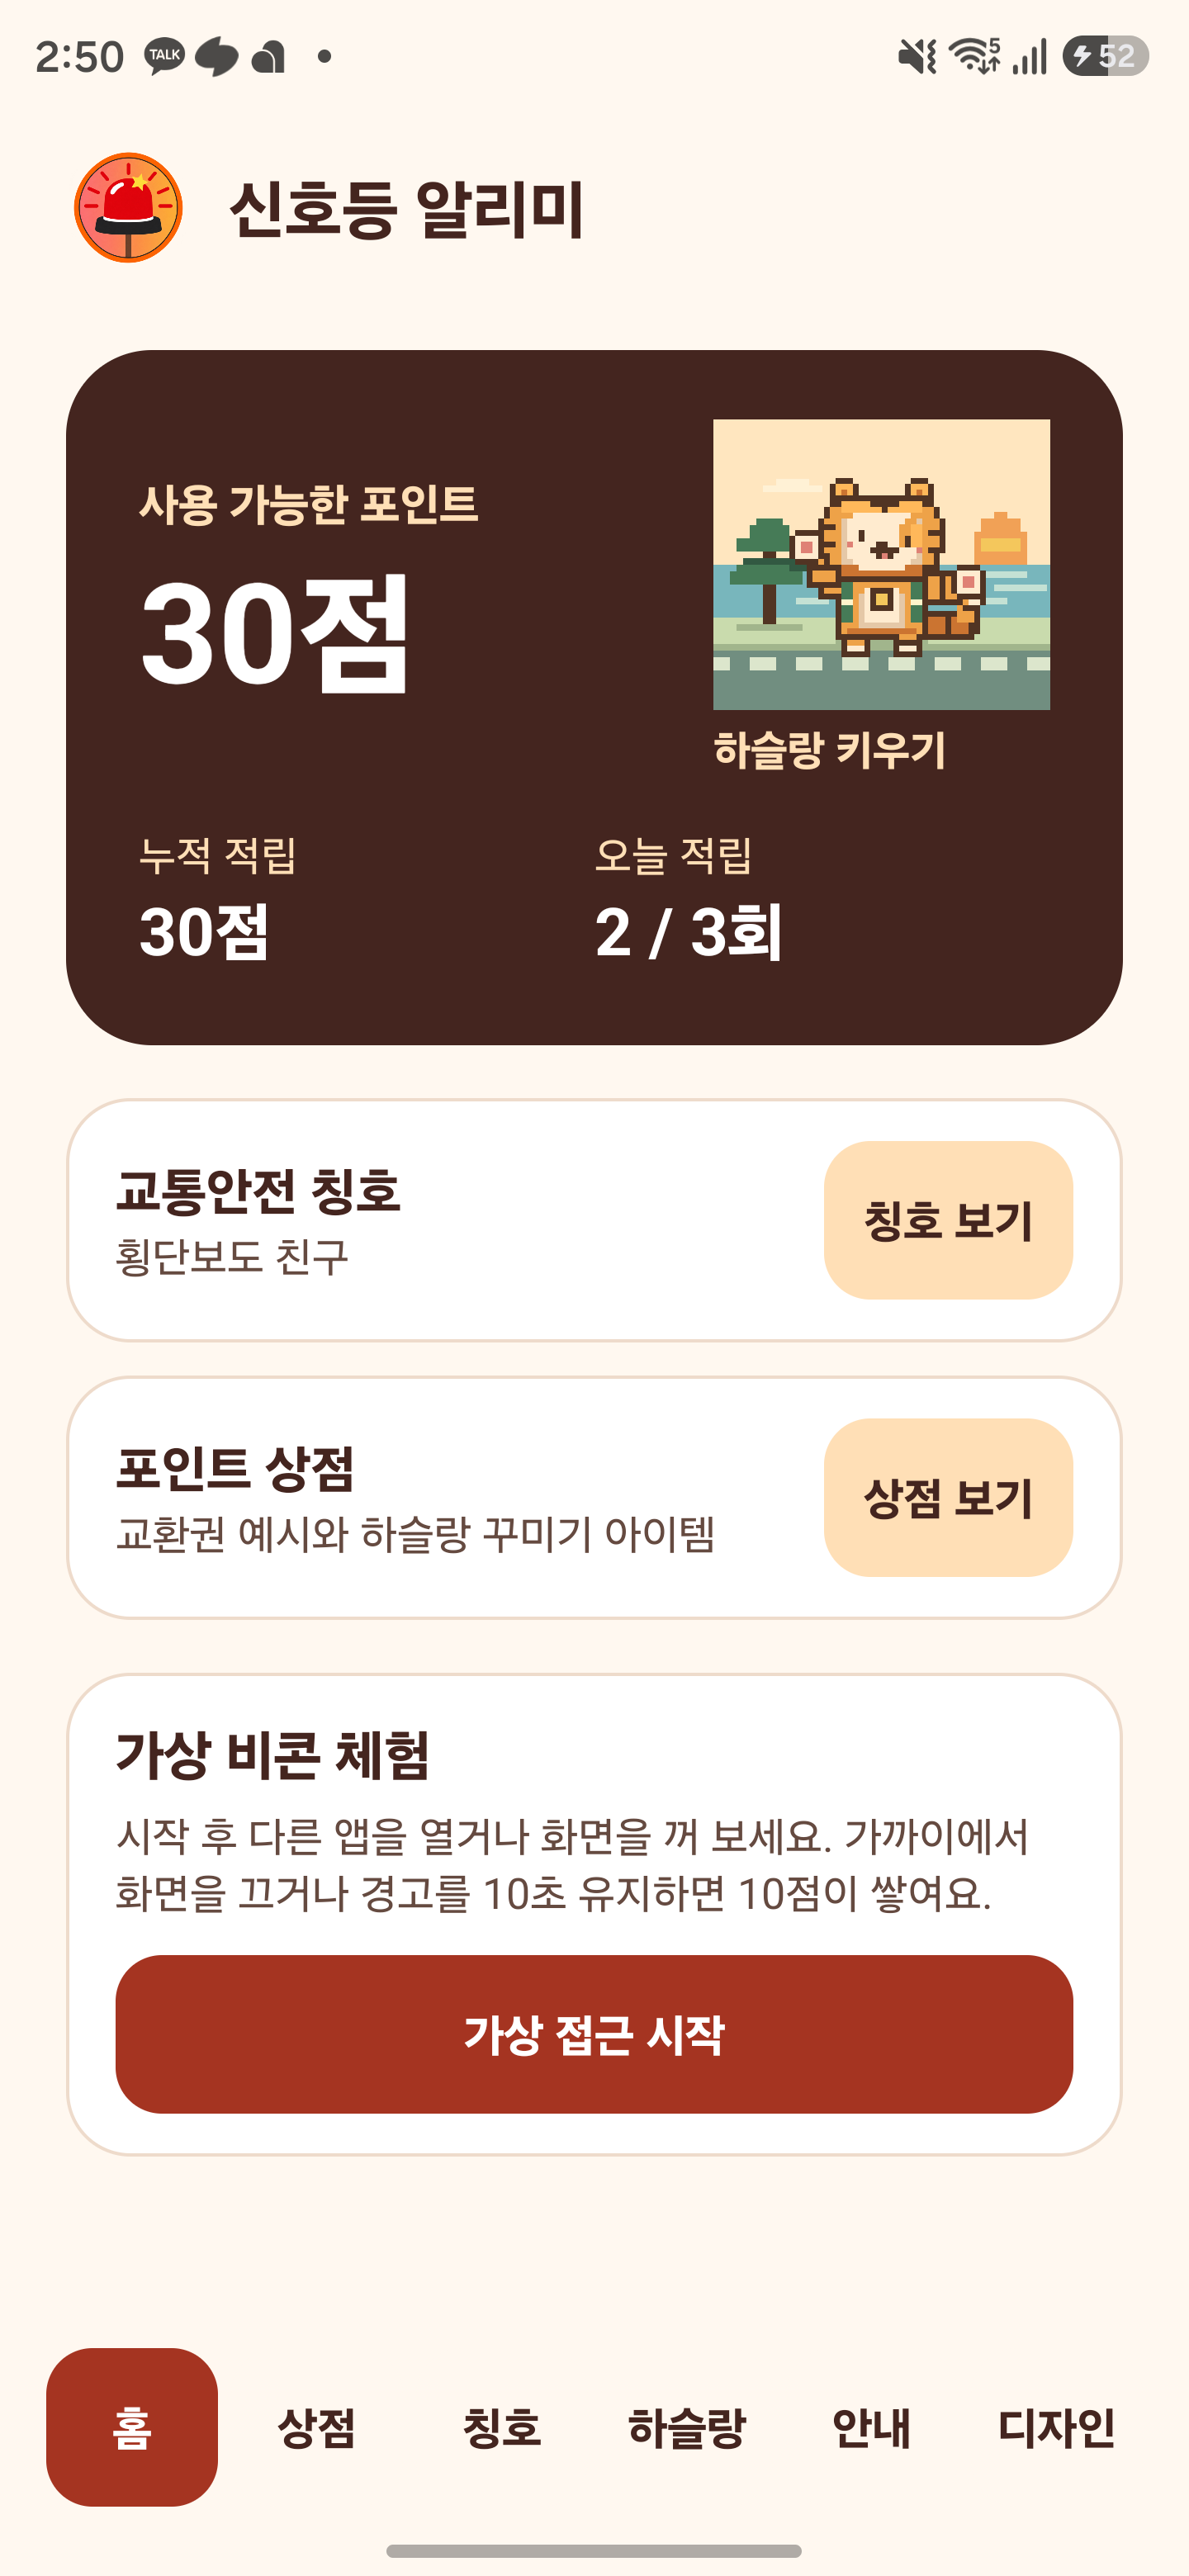 2:50
TALK
5
52
신호등 알리미
사용 가능한 포인트
30점
하슬랑 키우기
누적 적립
30점
오늘 적립
2 / 3회
교통안전 칭호
횡단보도 친구
칭호 보기
포인트 상점
교환권 예시와 하슬랑 꾸미기 아이템
상점 보기
가상 비콘 체험
시작 후 다른 앱을 열거나 화면을 꺼 보세요. 가까이에서
화면을 끄거나 경고를 10초 유지하면 10점이 쌓여요.
가상 접근 시작
홈
상점
칭호
하슬랑
안내
디자인